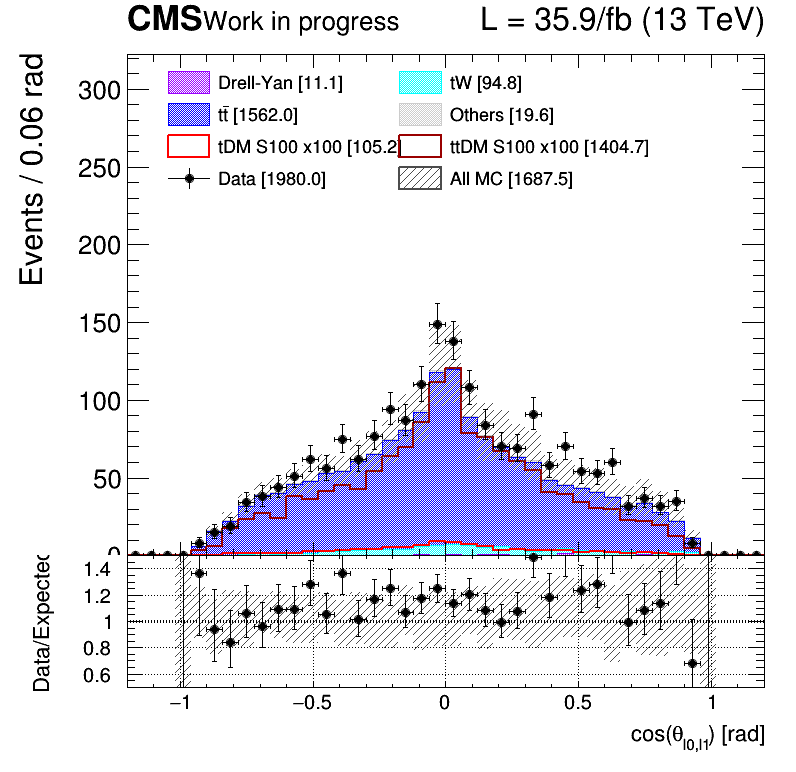 CMS Work in progress L = 35.9/fb (13 TeV)
Events / 0.06 rad
300
250
200
150
100
50
0
Drell-Yan [11.1] tW [94.8]
tt̄ [1562.0] Others [19.6]
tDM S100 x100 [105.2] ttDM S100 x100 [1404.7]
Data [1980.0] All MC [1687.5]
Data/Expected
1.4
1.2
1
0.8
0.6
−1 −0.5 0 0.5 1
cos(θl0,l1) [rad]